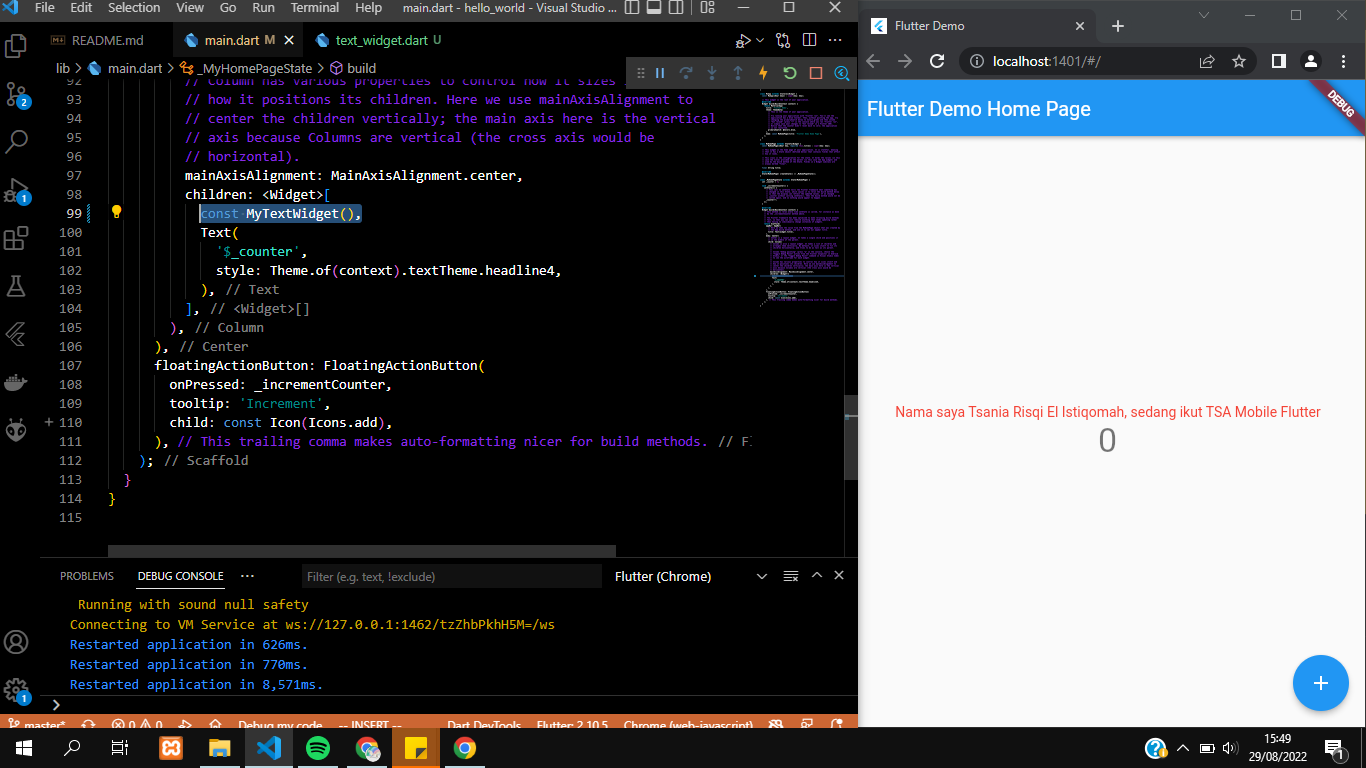 File Edit Selection View Go Run Terminal Help main.dart - hello_world - Visual Studio ...
README.md main.dart M text_widget.dart U
lib > main.dart > _MyHomePageState > build
92 // Column has various properties to control how it sizes
93 // how it positions its children. Here we use mainAxisAlignment to
94 // center the children vertically; the main axis here is the vertical
95 // axis because Columns are vertical (the cross axis would be
96 // horizontal).
97 mainAxisAlignment: MainAxisAlignment.center,
98 children: <Widget>[
99 const MyTextWidget(),
100 Text(
101 '$_counter',
102 style: Theme.of(context).textTheme.headline4,
103 ), // Text
104 ], // <Widget>[]
105 ), // Column
106 ), // Center
107 floatingActionButton: FloatingActionButton(
108 onPressed: _incrementCounter,
109 tooltip: 'Increment',
110 child: const Icon(Icons.add),
111 ), // This trailing comma makes auto-formatting nicer for build methods. // Fl
112 ); // Scaffold
113 }
114 }
115
PROBLEMS DEBUG CONSOLE ... Filter (e.g. text, !exclude) Flutter (Chrome)
Running with sound null safety
Connecting to VM Service at ws://127.0.0.1:1462/tzZhbPkhH5M=/ws
Restarted application in 626ms.
Restarted application in 770ms.
Restarted application in 8,571ms.
2
1
1
master* 0 0 Debug my code -- INSERT -- Dart DevTools Flutter: 2.10.5 Chrome (web-javascript)
Flutter Demo
localhost:1401/#/
Flutter Demo Home Page
DEBUG
Nama saya Tsania Risqi El Istiqomah, sedang ikut TSA Mobile Flutter
0
15:49
29/08/2022
1